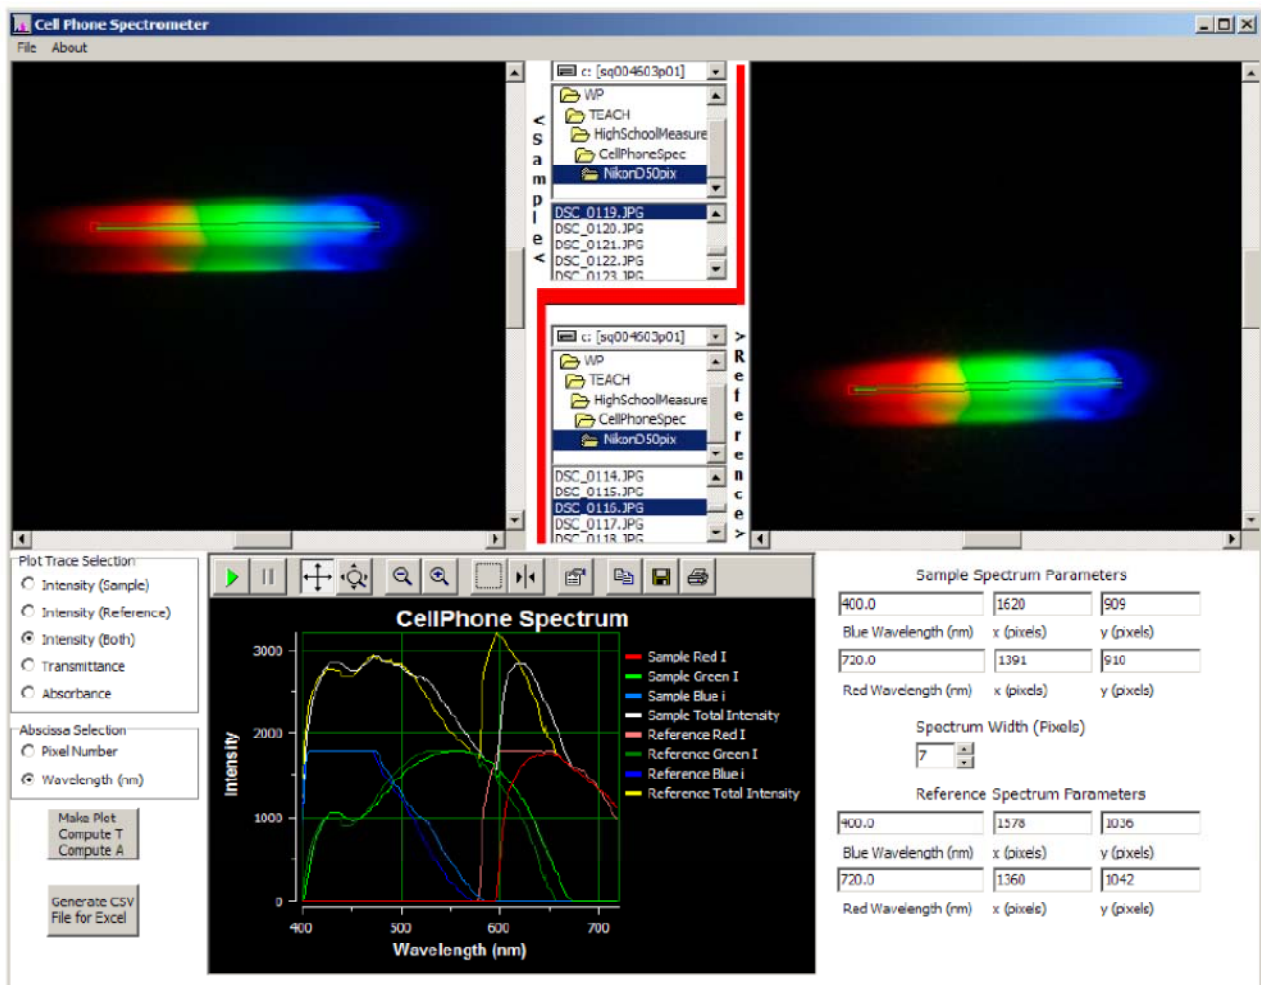 Cell Phone Spectrometer
File About
c: [sq004603p01]
WP
TEACH
HighSchoolMeasure
CellPhoneSpec
NikonD50pix
< Sample <
DSC_0119.JPG
DSC_0120.JPG
DSC_0121.JPG
DSC_0122.JPG
DSC_0123.JPG
c: [sq004603p01]
WP
TEACH
HighSchoolMeasure
CellPhoneSpec
NikonD50pix
> Reference >
DSC_0114.JPG
DSC_0115.JPG
DSC_0116.JPG
DSC_0117.JPG
DSC_0118.JPG
Plot Trace Selection
Intensity (Sample)
Intensity (Reference)
Intensity (Both)
Transmittance
Absorbance
Abscissa Selection
Pixel Number
Wavelength (nm)
Make Plot
Compute T
Compute A
Generate CSV
File for Excel
CellPhone Spectrum
Intensity
3000
2000
1000
0
400 500 600 700
Wavelength (nm)
Sample Red I
Sample Green I
Sample Blue i
Sample Total Intensity
Reference Red I
Reference Green I
Reference Blue i
Reference Total Intensity
Sample Spectrum Parameters
400.0 1620 909
Blue Wavelength (nm) x (pixels) y (pixels)
720.0 1391 910
Red Wavelength (nm) x (pixels) y (pixels)
Spectrum Width (Pixels)
7
Reference Spectrum Parameters
400.0 1578 1036
Blue Wavelength (nm) x (pixels) y (pixels)
720.0 1360 1042
Red Wavelength (nm) x (pixels) y (pixels)